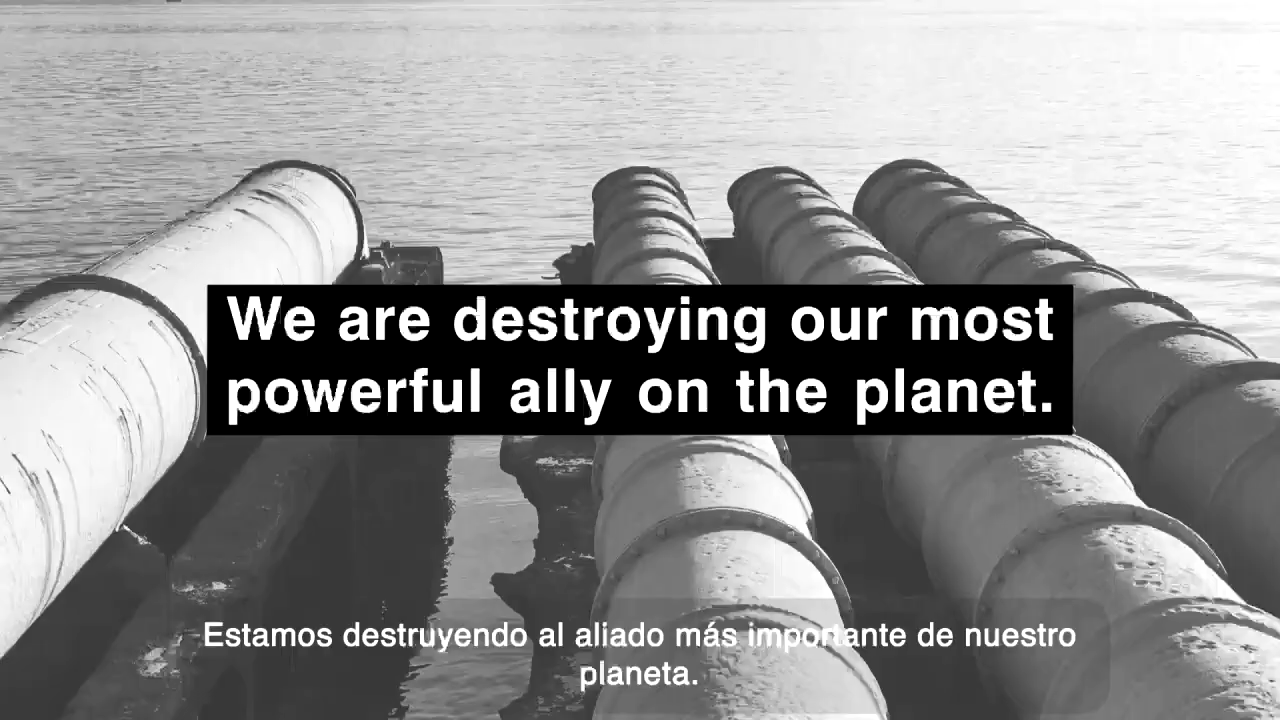 We are destroying our most
powerful ally on the planet.
Estamos destruyendo al aliado más importante de nuestro
planeta.